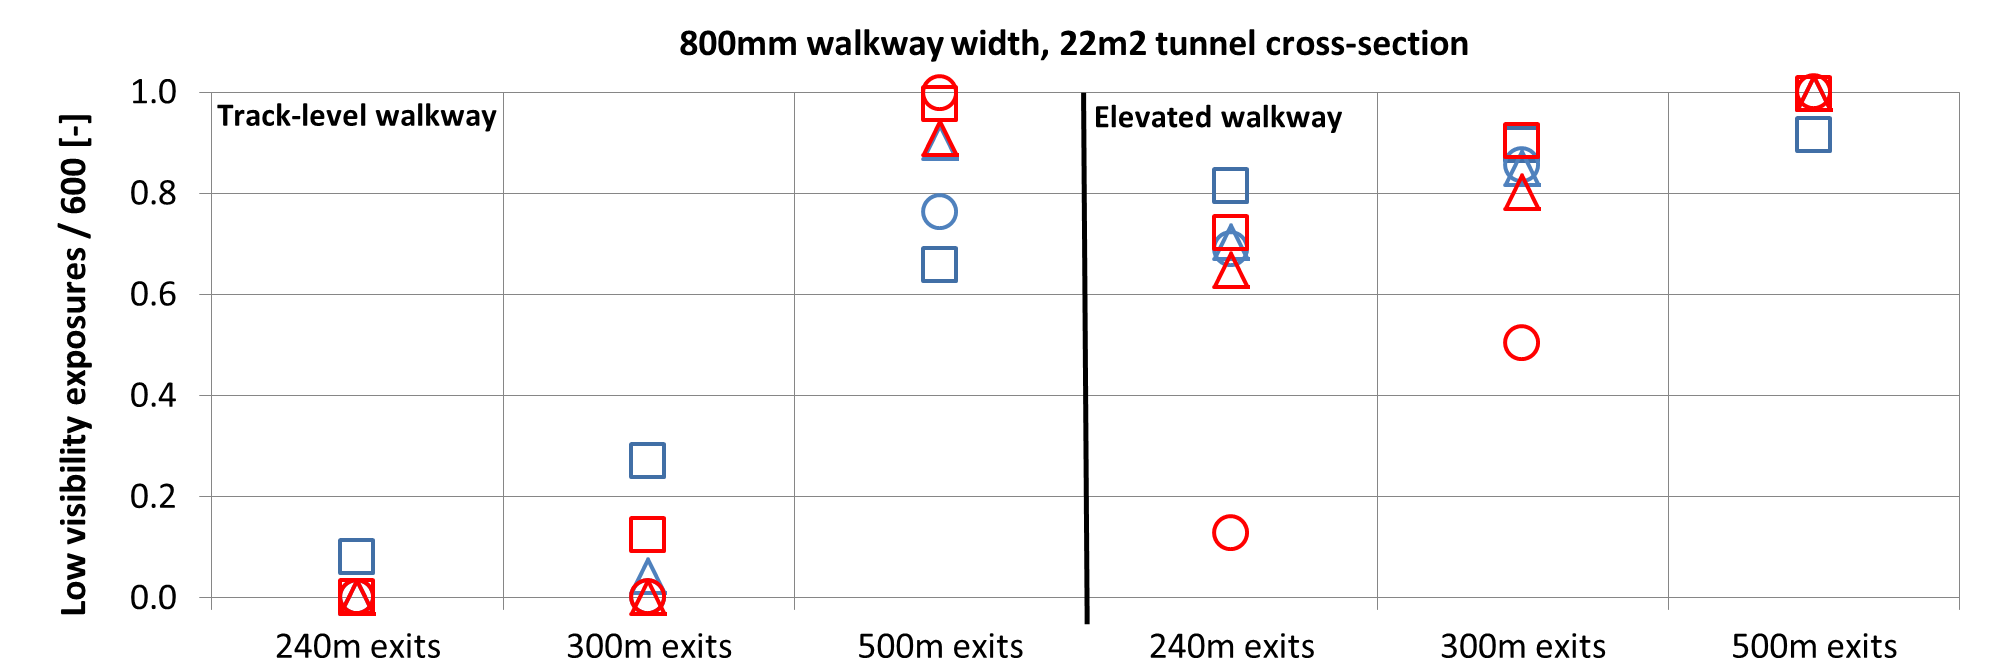 800mm walkway width, 22m2 tunnel cross-section
Low visibility exposures / 600 [-]
1.0
0.8
0.6
0.4
0.2
0.0
Track-level walkway
Elevated walkway
240m exits
300m exits
500m exits
240m exits
300m exits
500m exits